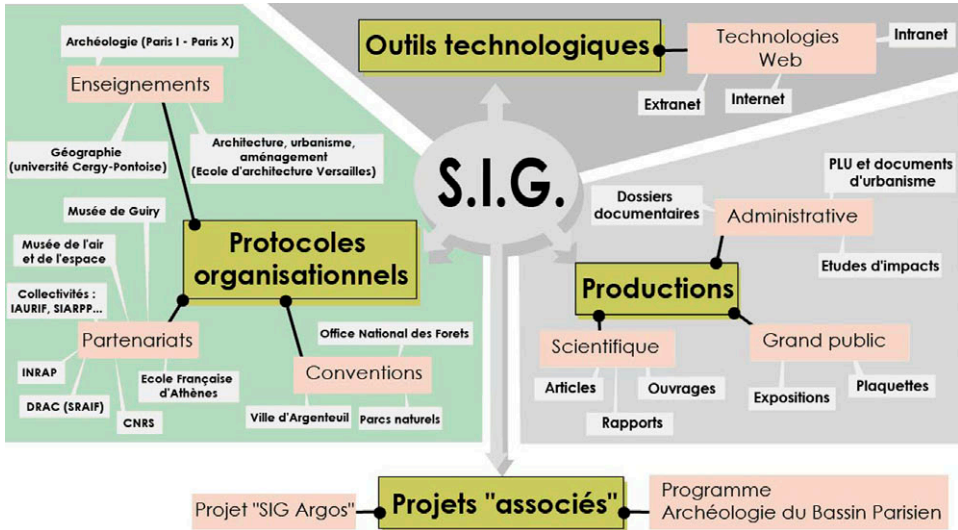 Archéologie (Paris I - Paris X)
Enseignements
Géographie
(université Cergy-Pontoise)
Architecture, urbanisme,
aménagement
(Ecole d'architecture Versailles)
Outils technologiques
Technologies
Web
Intranet
Extranet
Internet
S.I.G.
Musée de Guiry
Musée de l'air
et de l'espace
Collectivités :
IAURIF, SIARPP...
Protocoles
organisationnels
Partenariats
INRAP
DRAC (SRAIF)
CNRS
Ecole Française
d'Athènes
Office National des Forets
Conventions
Ville d'Argenteuil
Parcs naturels
PLU et documents
d'urbanisme
Dossiers
documentaires
Administrative
Etudes d'impacts
Productions
Scientifique
Articles
Ouvrages
Rapports
Grand public
Expositions
Plaquettes
Projet "SIG Argos"
Projets "associés"
Programme
Archéologie du Bassin Parisien